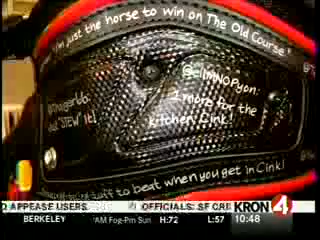 I'm just the horse to win on The Old Course"
@elMNOPyon:
"STEW" it!
1 more for the
kitchen Cink!
tuff to beat when you get in Cink!
APPEASE USERS.
OFFICIALS: SF CRI
KRON 4
BERKELEY
AM Fog-Pm Sun
H:72
L:57
10:48